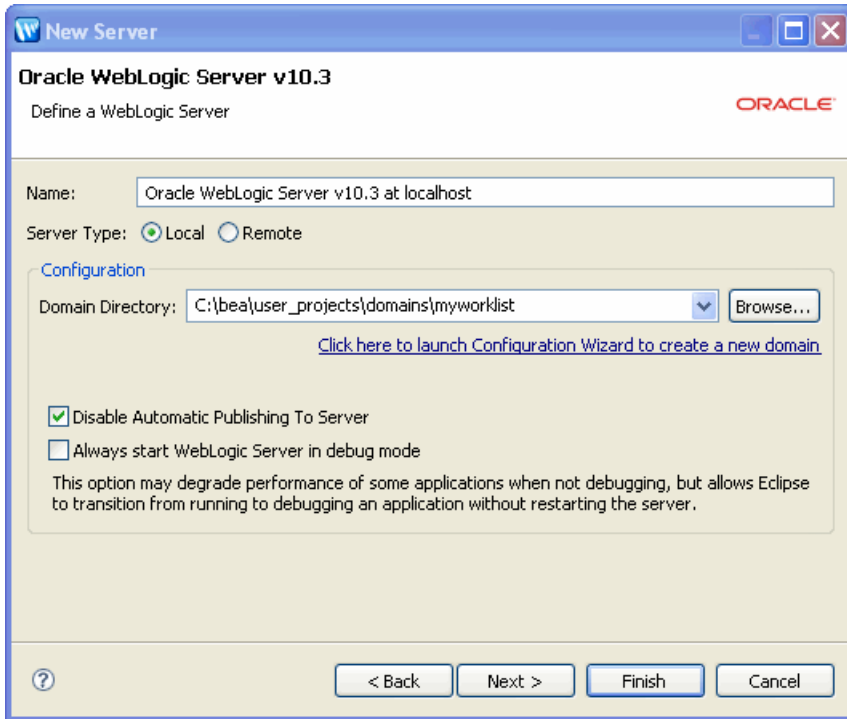 New Server
Oracle WebLogic Server v10.3
Define a WebLogic Server
ORACLE
Name: Oracle WebLogic Server v10.3 at localhost
Server Type: Local Remote
Configuration
Domain Directory: C:\bea\user_projects\domains\myworklist Browse...
Click here to launch Configuration Wizard to create a new domain
Disable Automatic Publishing To Server
Always start WebLogic Server in debug mode
This option may degrade performance of some applications when not debugging, but allows Eclipse
to transition from running to debugging an application without restarting the server.
? < Back Next > Finish Cancel